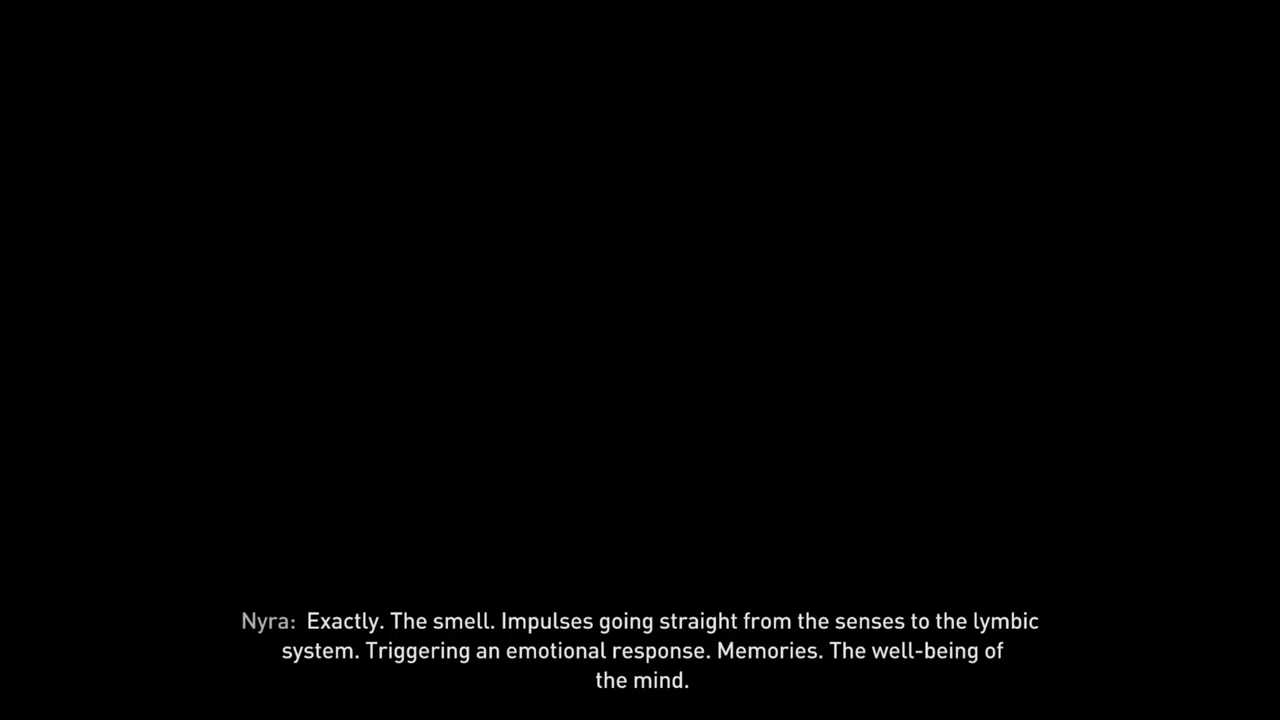 Nyra: Exactly. The smell. Impulses going straight from the senses to the lymbic
system. Triggering an emotional response. Memories. The well-being of
the mind.